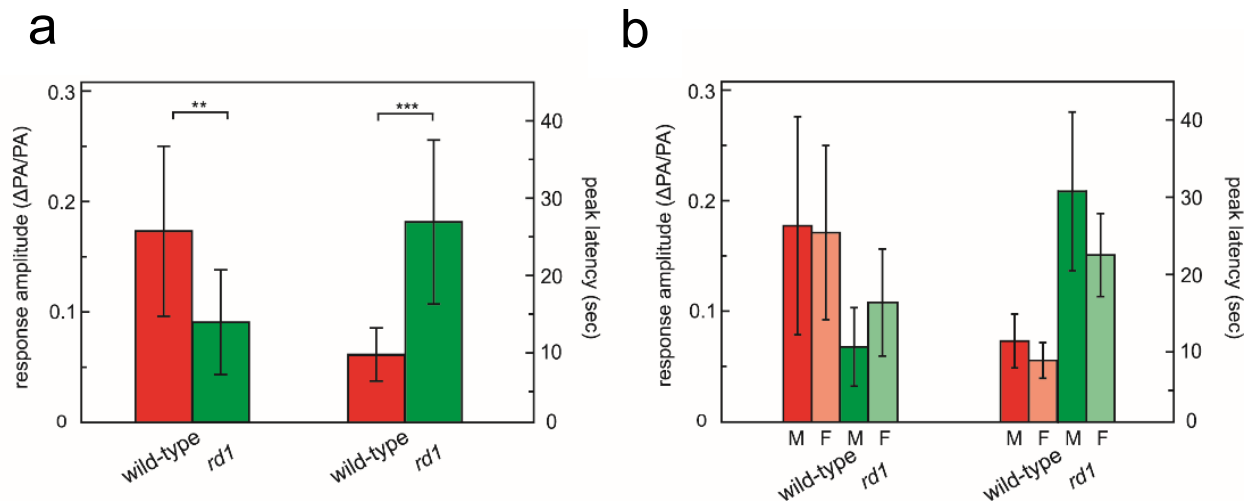 a
response amplitude (ΔPA/PA)
0.3
0.2
0.1
0
**
***
40
30
20
10
0
peak latency (sec)
wild-type
rd1
wild-type
rd1
b
response amplitude (ΔPA/PA)
0.3
0.2
0.1
0
40
30
20
10
0
peak latency (sec)
M F M F
M F M F
wild-type
rd1
wild-type
rd1